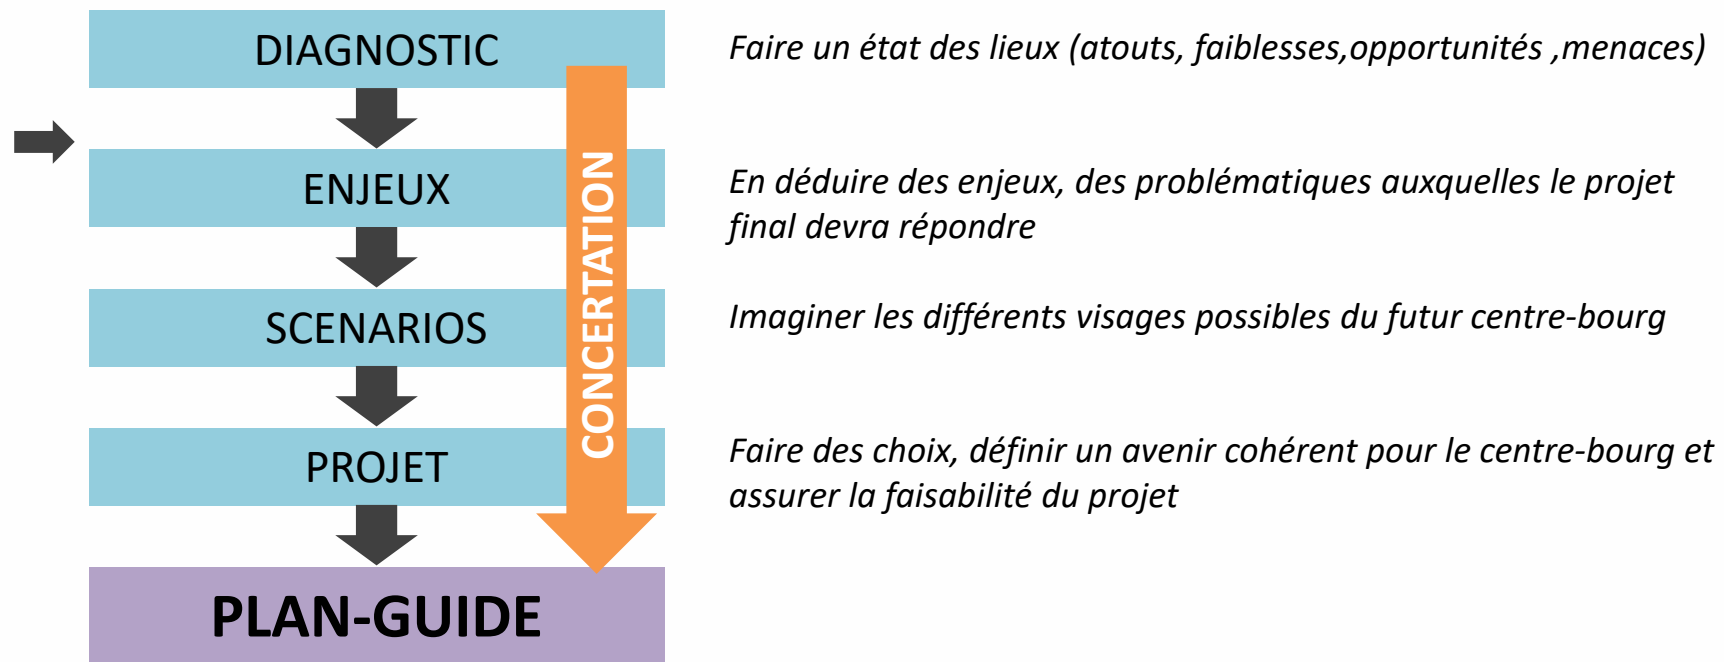 DIAGNOSTIC
Faire un état des lieux (atouts, faiblesses,opportunités ,menaces)
ENJEUX
En déduire des enjeux, des problématiques auxquelles le projet
final devra répondre
SCENARIOS
Imaginer les différents visages possibles du futur centre-bourg
PROJET
Faire des choix, définir un avenir cohérent pour le centre-bourg et
assurer la faisabilité du projet
CONCERTATION
PLAN-GUIDE